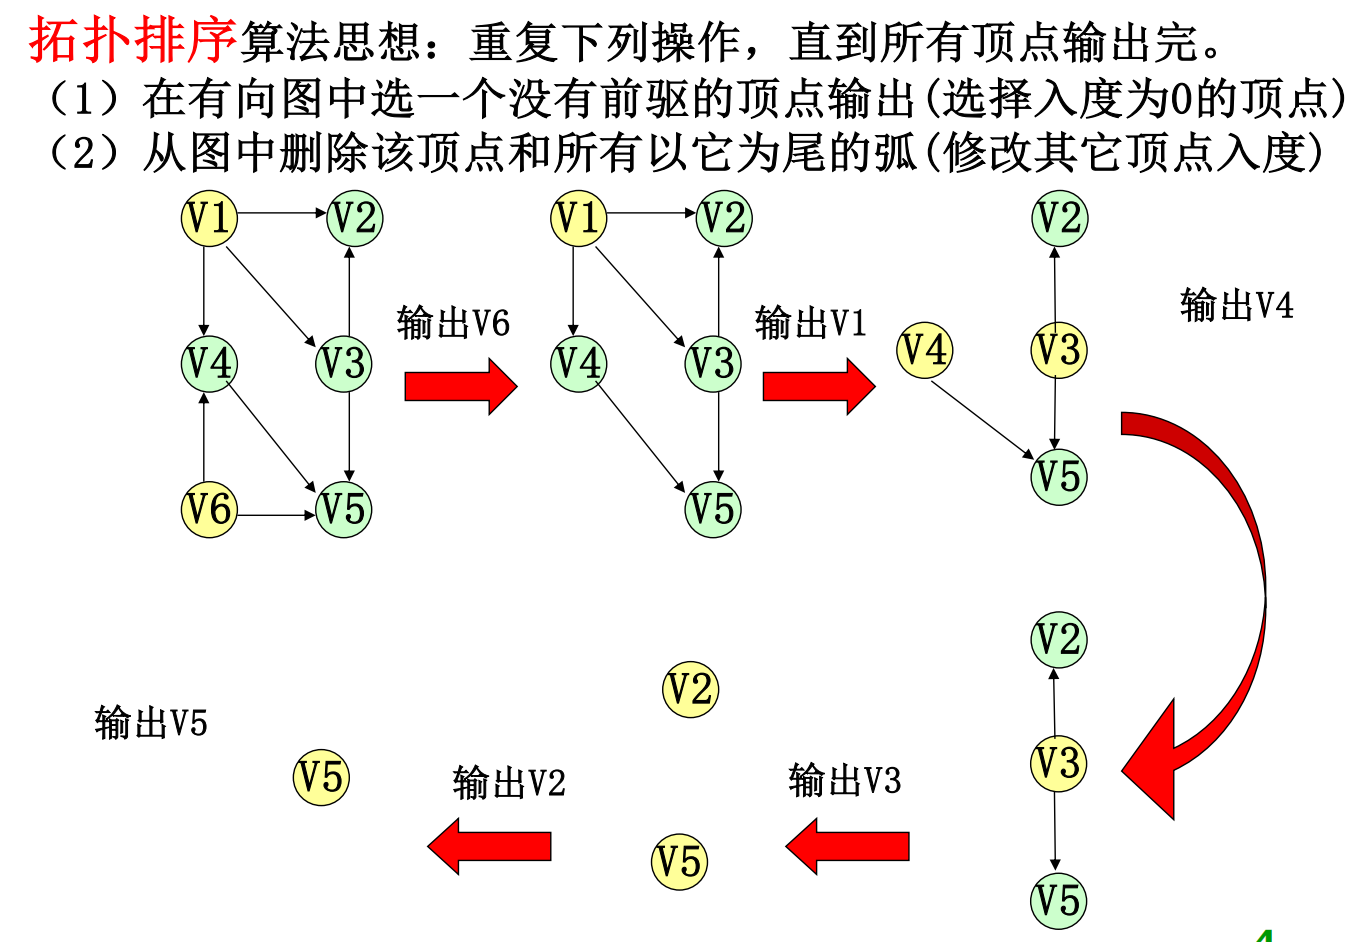 拓扑排序算法思想：重复下列操作，直到所有顶点输出完。
（1）在有向图中选一个没有前驱的顶点输出(选择入度为0的顶点)
（2）从图中删除该顶点和所有以它为尾的弧(修改其它顶点入度)
V1 V2
V4 V3
V6 V5
输出V6
V1 V2
V4 V3
V5
输出V1
V2
V4 V3
V5
输出V4
V2
V3
V5
输出V3
V2
V5
输出V2
V5
输出V5
4